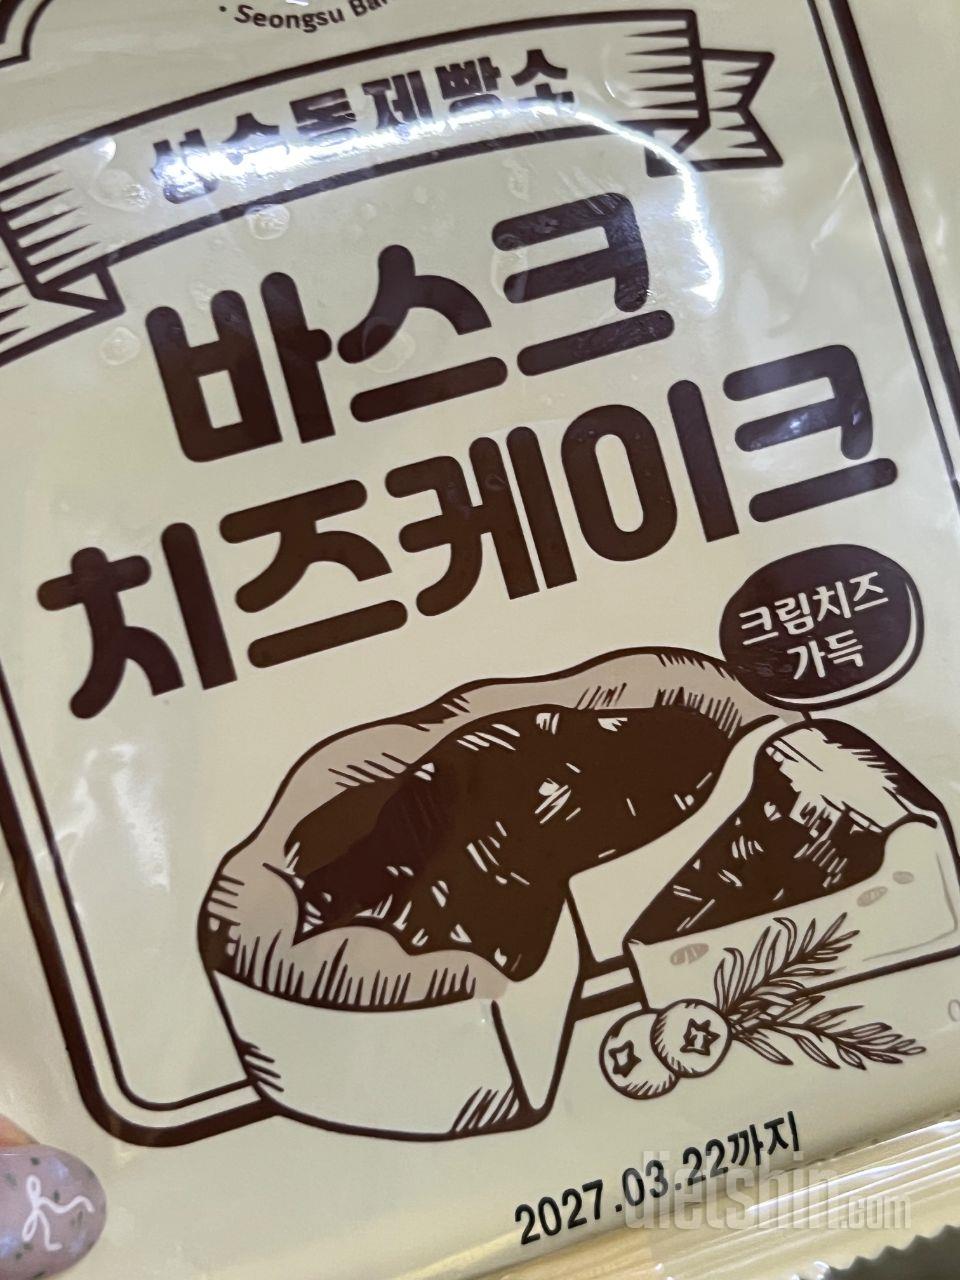 · Seongsu Ba
성수동제빵소
바스크
치즈케이크
크림치즈
가득
2027.03.22까지
dietshin.com